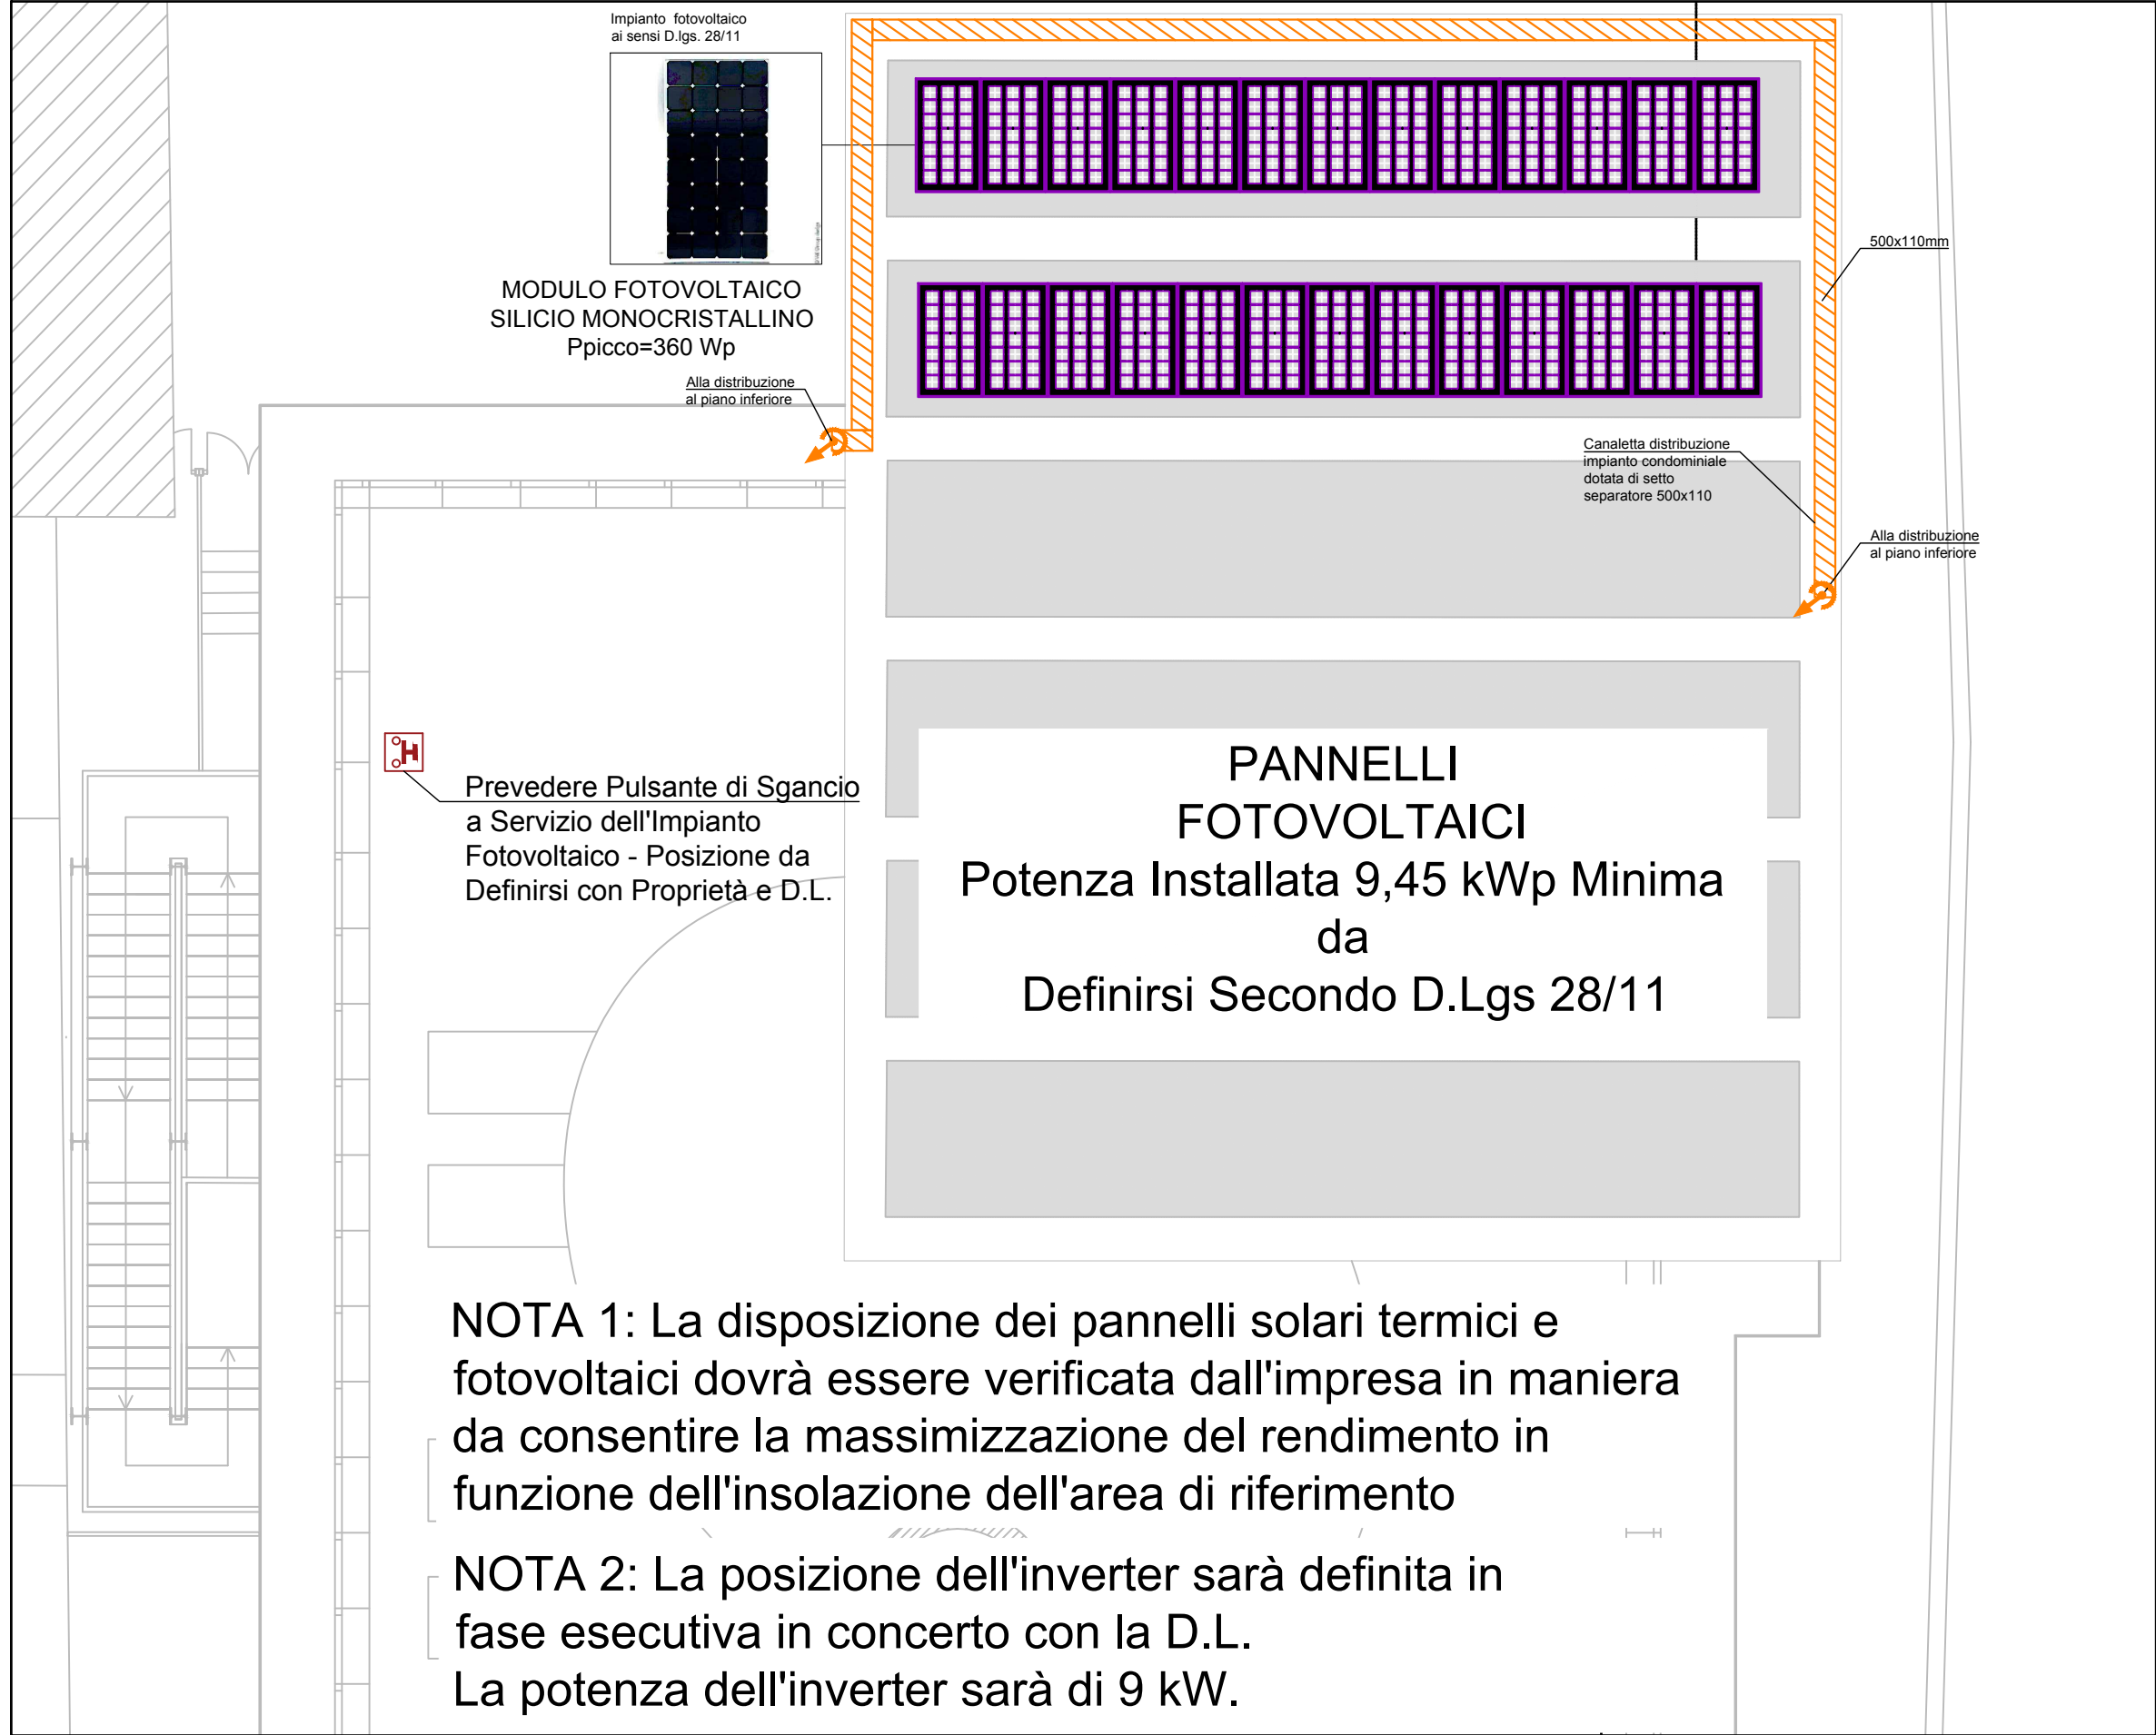 Impianto fotovoltaico
ai sensi D.lgs. 28/11
MODULO FOTOVOLTAICO
SILICIO MONOCRISTALLINO
Ppicco=360 Wp
Alla distribuzione
al piano inferiore
500x110mm
Canaletta distribuzione
impianto condominiale
dotata di setto
separatore 500x110
Alla distribuzione
al piano inferiore
Prevedere Pulsante di Sgancio
a Servizio dell'Impianto
Fotovoltaico - Posizione da
Definirsi con Proprietà e D.L.
PANNELLI
FOTOVOLTAICI
Potenza Installata 9,45 kWp Minima
da
Definirsi Secondo D.Lgs 28/11
NOTA 1: La disposizione dei pannelli solari termici e
fotovoltaici dovrà essere verificata dall'impresa in maniera
da consentire la massimizzazione del rendimento in
funzione dell'insolazione dell'area di riferimento
NOTA 2: La posizione dell'inverter sarà definita in
fase esecutiva in concerto con la D.L.
La potenza dell'inverter sarà di 9 kW.